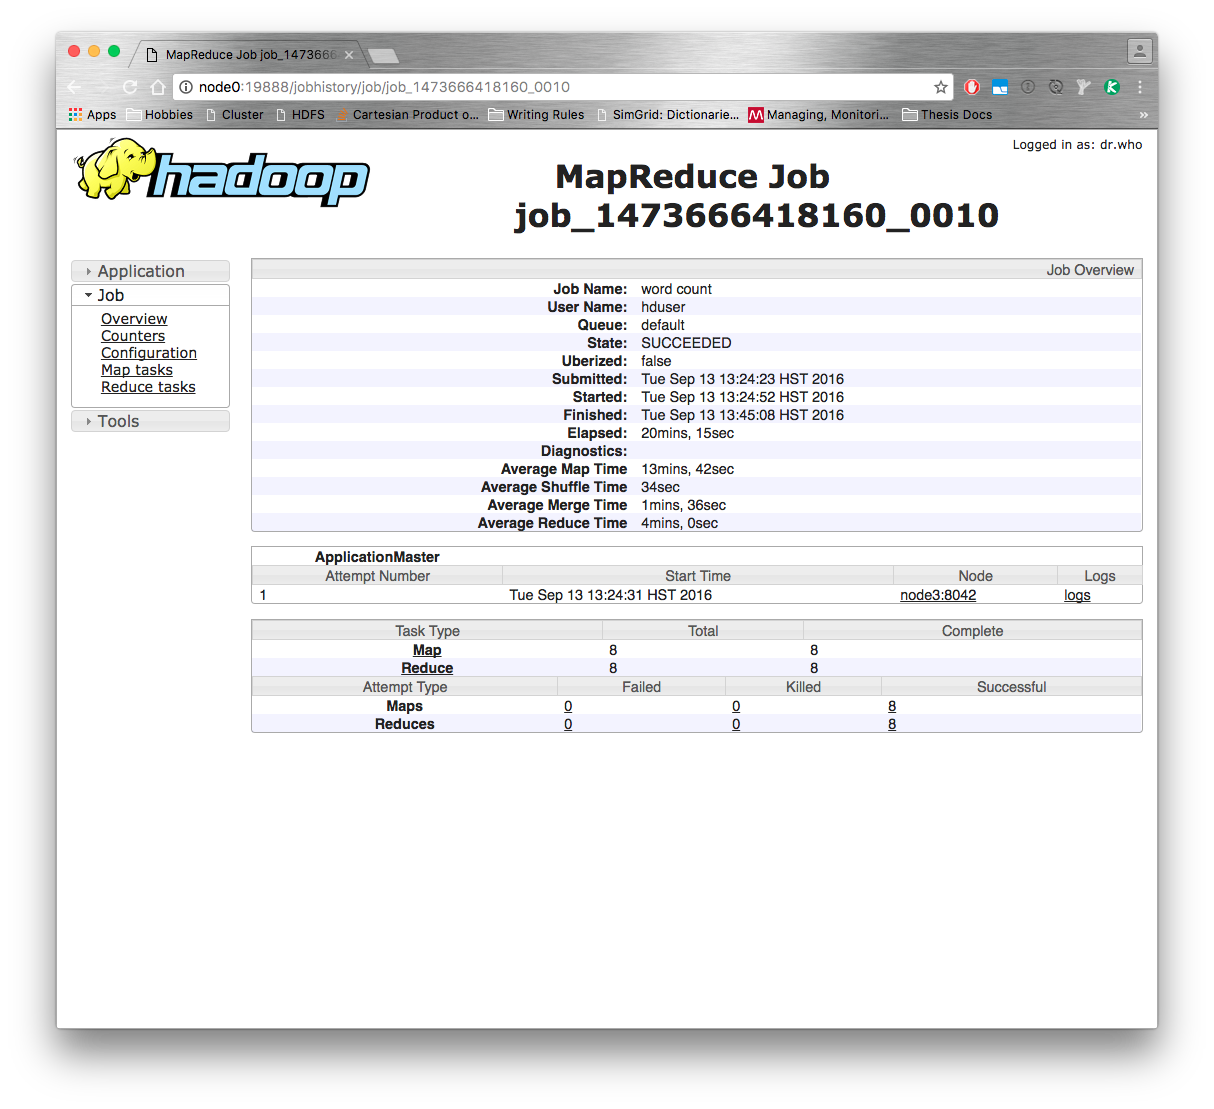 MapReduce Job job_1473666
node0:19888/jobhistory/job/job_1473666418160_0010
Apps Hobbies Cluster HDFS Cartesian Product o... Writing Rules SimGrid: Dictionarie... Managing, Monitori... Thesis Docs »
Logged in as: dr.who
hadoop
MapReduce Job
job_1473666418160_0010
Application
Job
Overview
Counters
Configuration
Map tasks
Reduce tasks
Tools
Job Overview
Job Name: word count
User Name: hduser
Queue: default
State: SUCCEEDED
Uberized: false
Submitted: Tue Sep 13 13:24:23 HST 2016
Started: Tue Sep 13 13:24:52 HST 2016
Finished: Tue Sep 13 13:45:08 HST 2016
Elapsed: 20mins, 15sec
Diagnostics:
Average Map Time 13mins, 42sec
Average Shuffle Time 34sec
Average Merge Time 1mins, 36sec
Average Reduce Time 4mins, 0sec
ApplicationMaster
Attempt Number Start Time Node Logs
1 Tue Sep 13 13:24:31 HST 2016 node3:8042 logs
Task Type Total Complete
Map 8 8
Reduce 8 8
Attempt Type Failed Killed Successful
Maps 0 0 8
Reduces 0 0 8